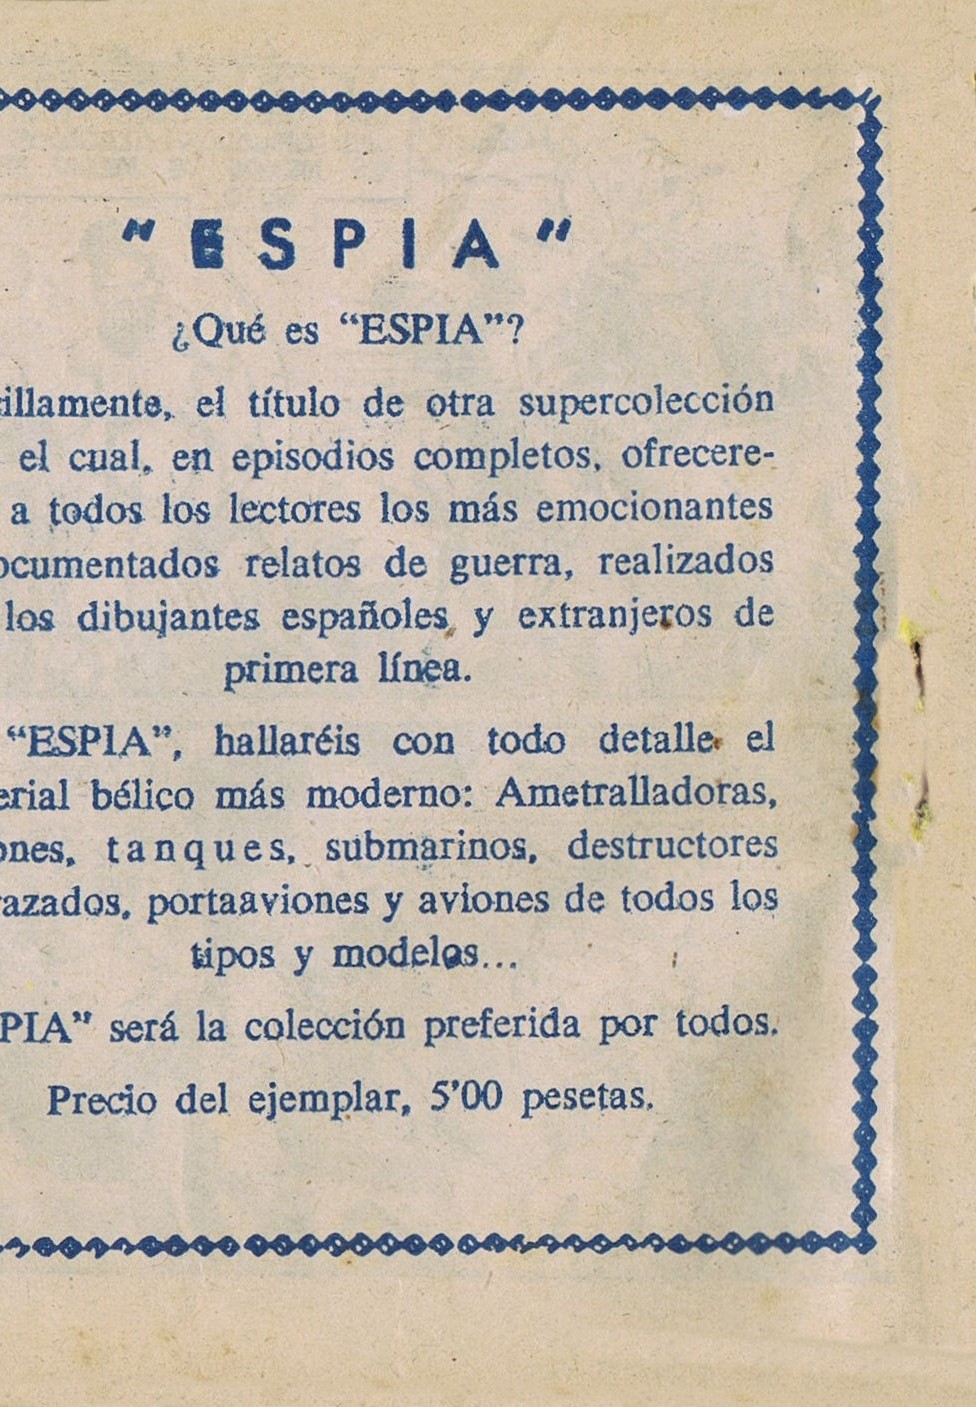 "ESPIA"
¿Qué es “ESPIA”?
cillamente, el título de otra supercolección
el cual, en episodios completos, ofrecere-
a todos los lectores los más emocionantes
ocumentados relatos de guerra, realizados
los dibujantes españoles y extranjeros de
primera línea.
“ESPIA”, hallaréis con todo detalle el
erial bélico más moderno: Ametralladoras,
ones, tanques, submarinos, destructores
azados, portaaviones y aviones de todos los
tipos y modelos...
PIA” será la colección preferida por todos.
Precio del ejemplar, 5’00 pesetas.